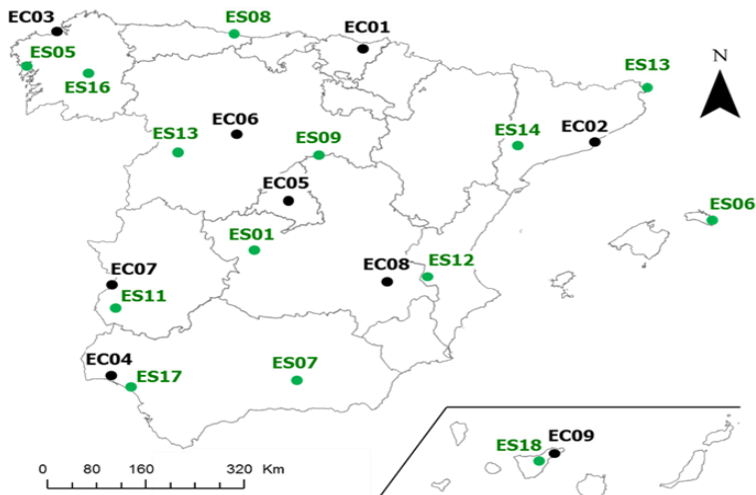 EC03
ES08
EC01
N
ES05
ES16
ES13
EC06
ES13
ES09
ES14
EC02
EC05
ES06
ES01
EC07
EC08
ES12
ES11
EC04
ES17
ES07
ES18
EC09
0 80 160 320 Km